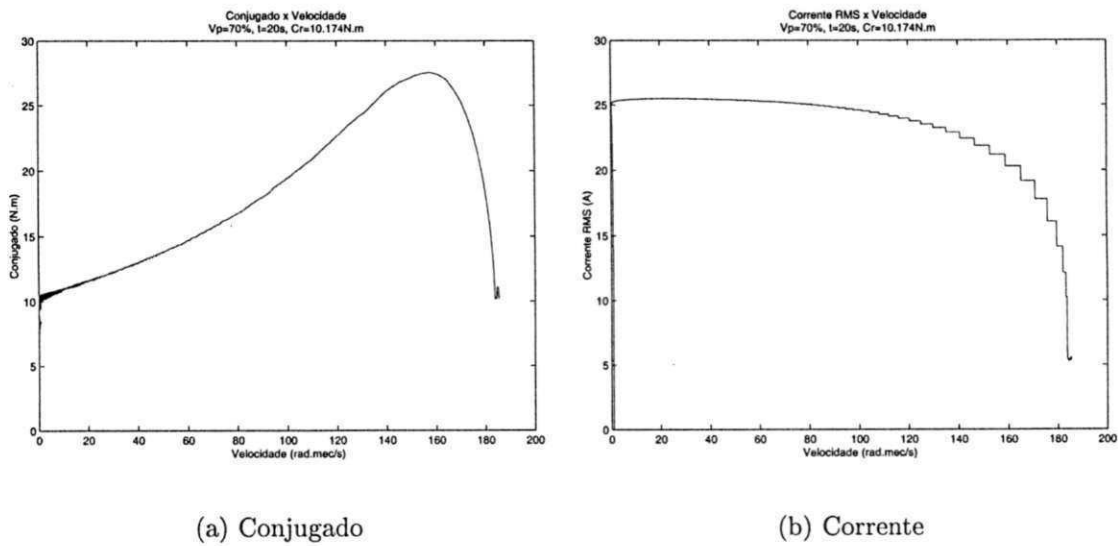 Conjugado x Velocidade
Vp=70%, t=20s, Cr=10.174N.m
30
25
20
15
10
5
0
Conjugado (N.m)
0 20 40 60 80 100 120 140 160 180 200
Velocidade (rad.mec/s)
(a) Conjugado
Corrente RMS x Velocidade
Vp=70%, t=20s, Cr=10.174N.m
30
25
20
15
10
5
0
Corrente RMS (A)
0 20 40 60 80 100 120 140 160 180 200
Velocidade (rad.mec/s)
(b) Corrente